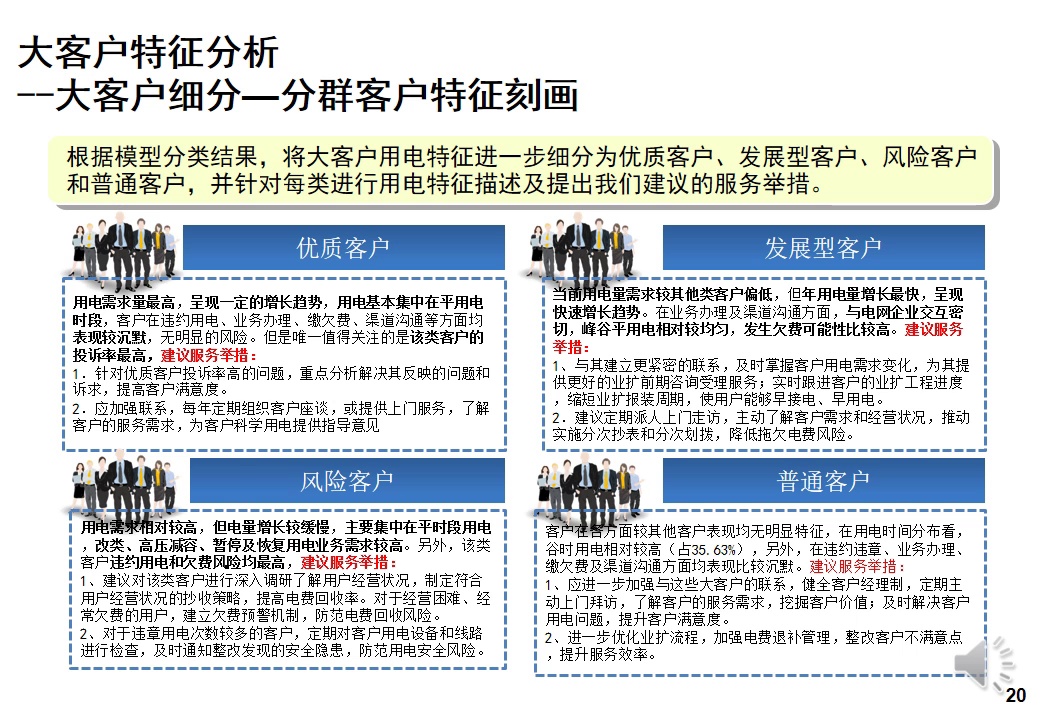 大客户特征分析
--大客户细分—分群客户特征刻画
根据模型分类结果，将大客户用电特征进一步细分为优质客户、发展型客户、风险客户
和普通客户，并针对每类进行用电特征描述及提出我们建议的服务举措。
优质客户
用电需求量最高，呈现一定的增长趋势，用电基本集中在平用电
时段，客户在违约用电、业务办理、缴欠费、渠道沟通等方面均
表现较沉默，无明显的风险。但是唯一值得关注的是该类客户的
投诉率最高，建议服务举措：
1．针对优质客户投诉率高的问题，重点分析解决其反映的问题和
诉求，提高客户满意度。
2．应加强联系，每年定期组织客户座谈，或提供上门服务，了解
客户的服务需求，为客户科学用电提供指导意见
发展型客户
当前用电量需求较其他类客户偏低，但年用电量增长最快，呈现
快速增长趋势。在业务办理及渠道沟通方面，与电网企业交互密
切，峰谷平用电相对较均匀，发生欠费可能性比较高。建议服务
举措：
1、与其建立更紧密的联系，及时掌握客户用电需求变化，为其提
供更好的业扩前期咨询受理服务；实时跟进客户的业扩工程进度
，缩短业扩报装周期，使用户能够早接电、早用电。
2．建议定期派人上门走访，主动了解客户需求和经营状况，推动
实施分次抄表和分次划拨，降低拖欠电费风险。
风险客户
用电需求相对较高，但电量增长较缓慢，主要集中在平时段用电
，改类、高压减容、暂停及恢复用电业务需求较高。另外，该类
客户违约用电和欠费风险均最高，建议服务举措：
1、建议对该类客户进行深入调研了解用户经营状况，制定符合
用户经营状况的抄收策略，提高电费回收率。对于经营困难、经
常欠费的用户，建立欠费预警机制，防范电费回收风险。
2、对于违章用电次数较多的客户，定期对客户用电设备和线路
进行检查，及时通知整改发现的安全隐患，防范用电安全风险。
普通客户
客户在各方面较其他客户表现均无明显特征，在用电时间分布看，
谷时用电相对较高（占35.63%），另外，在违约违章、业务办理、
缴欠费及渠道沟通方面均表现比较沉默。建议服务举措：
1、应进一步加强与这些大客户的联系，健全客户经理制，定期主
动上门拜访，了解客户的服务需求，挖掘客户价值；及时解决客户
用电问题，提升客户满意度。
2、进一步优化业扩流程，加强电费退补管理，整改客户不满意点
，提升服务效率。
20